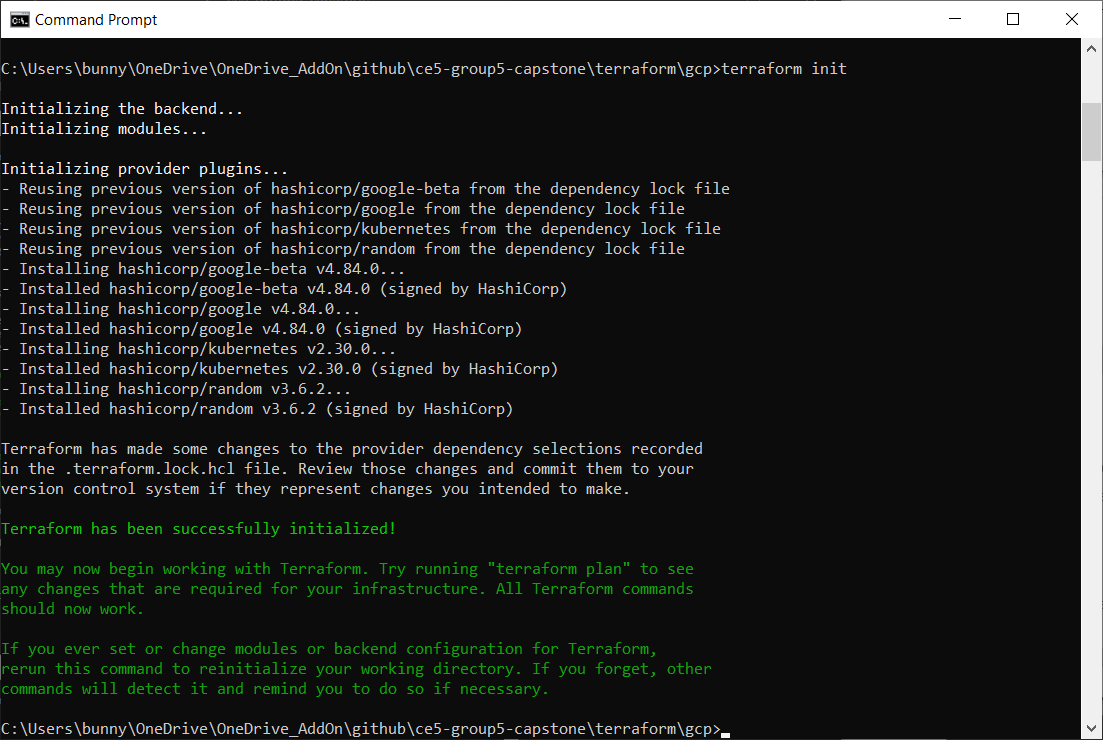 Command Prompt
C:\Users\bunny\OneDrive\OneDrive_AddOn\github\ce5-group5-capstone\terraform\gcp>terraform init
Initializing the backend...
Initializing modules...
Initializing provider plugins...
- Reusing previous version of hashicorp/google-beta from the dependency lock file
- Reusing previous version of hashicorp/google from the dependency lock file
- Reusing previous version of hashicorp/kubernetes from the dependency lock file
- Reusing previous version of hashicorp/random from the dependency lock file
- Installing hashicorp/google-beta v4.84.0...
- Installed hashicorp/google-beta v4.84.0 (signed by HashiCorp)
- Installing hashicorp/google v4.84.0...
- Installed hashicorp/google v4.84.0 (signed by HashiCorp)
- Installing hashicorp/kubernetes v2.30.0...
- Installed hashicorp/kubernetes v2.30.0 (signed by HashiCorp)
- Installing hashicorp/random v3.6.2...
- Installed hashicorp/random v3.6.2 (signed by HashiCorp)
Terraform has made some changes to the provider dependency selections recorded
in the .terraform.lock.hcl file. Review those changes and commit them to your
version control system if they represent changes you intended to make.
Terraform has been successfully initialized!
You may now begin working with Terraform. Try running "terraform plan" to see
any changes that are required for your infrastructure. All Terraform commands
should now work.
If you ever set or change modules or backend configuration for Terraform,
rerun this command to reinitialize your working directory. If you forget, other
commands will detect it and remind you to do so if necessary.
C:\Users\bunny\OneDrive\OneDrive_AddOn\github\ce5-group5-capstone\terraform\gcp>